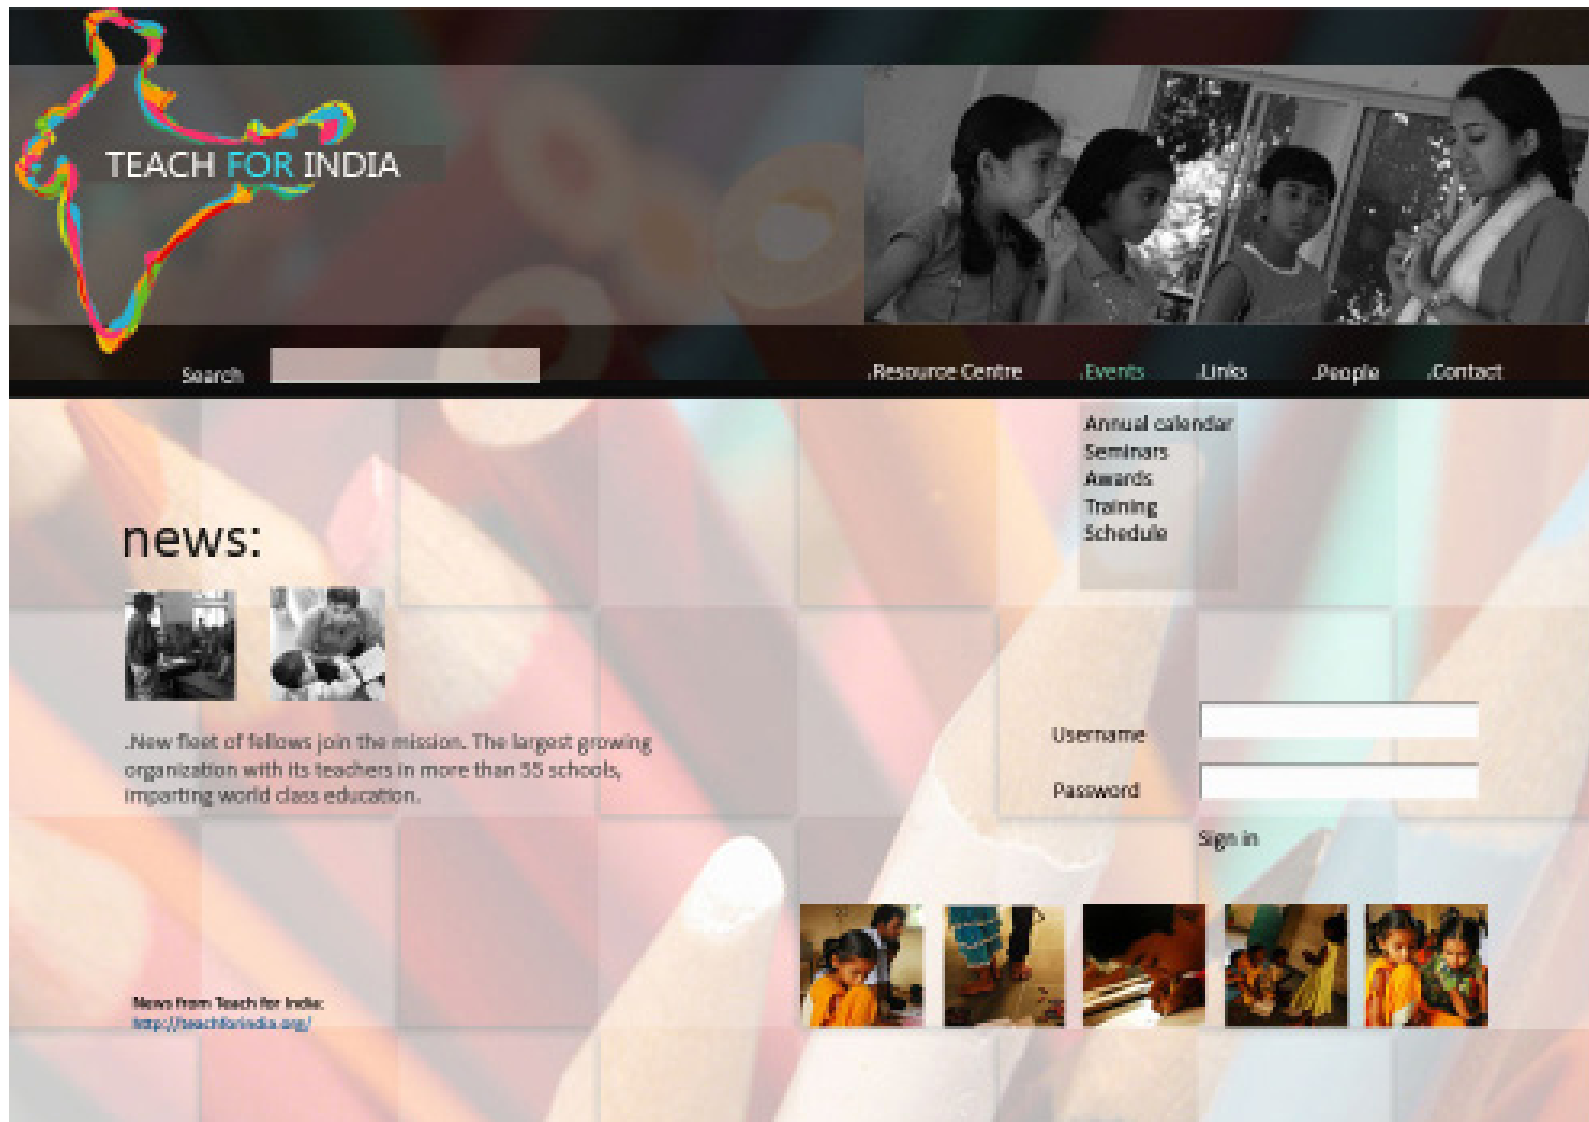 TEACH FOR INDIA
Search
.Resource Centre
.Events
.Links
.People
.Contact
Annual calendar
Seminars
Awards
Training
Schedule
news:
.New fleet of fellows join the mission. The largest growing
organization with its teachers in more than 55 schools,
imparting world class education.
Username
Password
Sign in
News from Teach for India:
http://teachforindia.org/